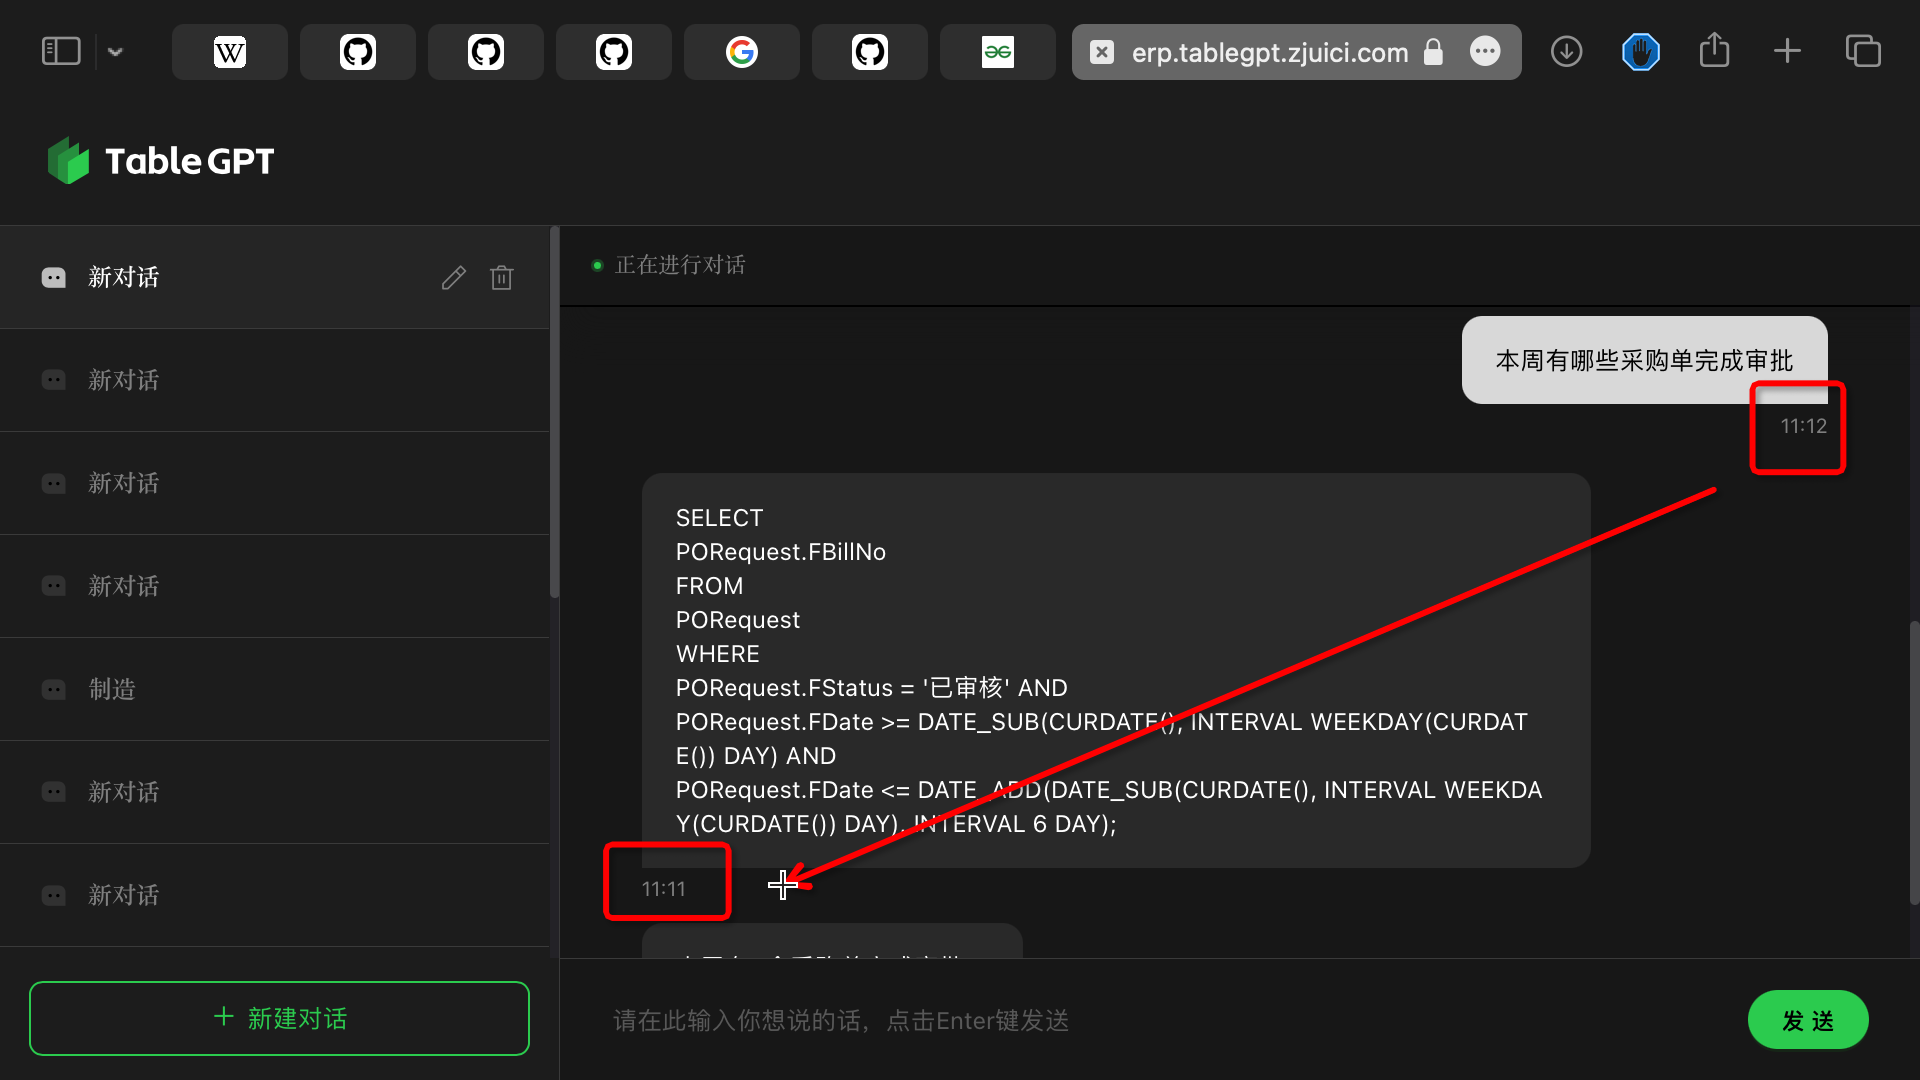 erp.tablegpt.zjuici.com
TableGPT
新对话
新对话
新对话
新对话
制造
新对话
新对话
新建对话
正在进行对话
本周有哪些采购单完成审批
11:12
SELECT
PORequest.FBillNo
FROM
PORequest
WHERE
PORequest.FStatus = '已审核' AND
PORequest.FDate >= DATE_SUB(CURDATE(), INTERVAL WEEKDAY(CURDAT
E()) DAY) AND
PORequest.FDate <= DATE_ADD(DATE_SUB(CURDATE(), INTERVAL WEEKDA
Y(CURDATE()) DAY), INTERVAL 6 DAY);
11:11
请在此输入你想说的话，点击Enter键发送
发 送